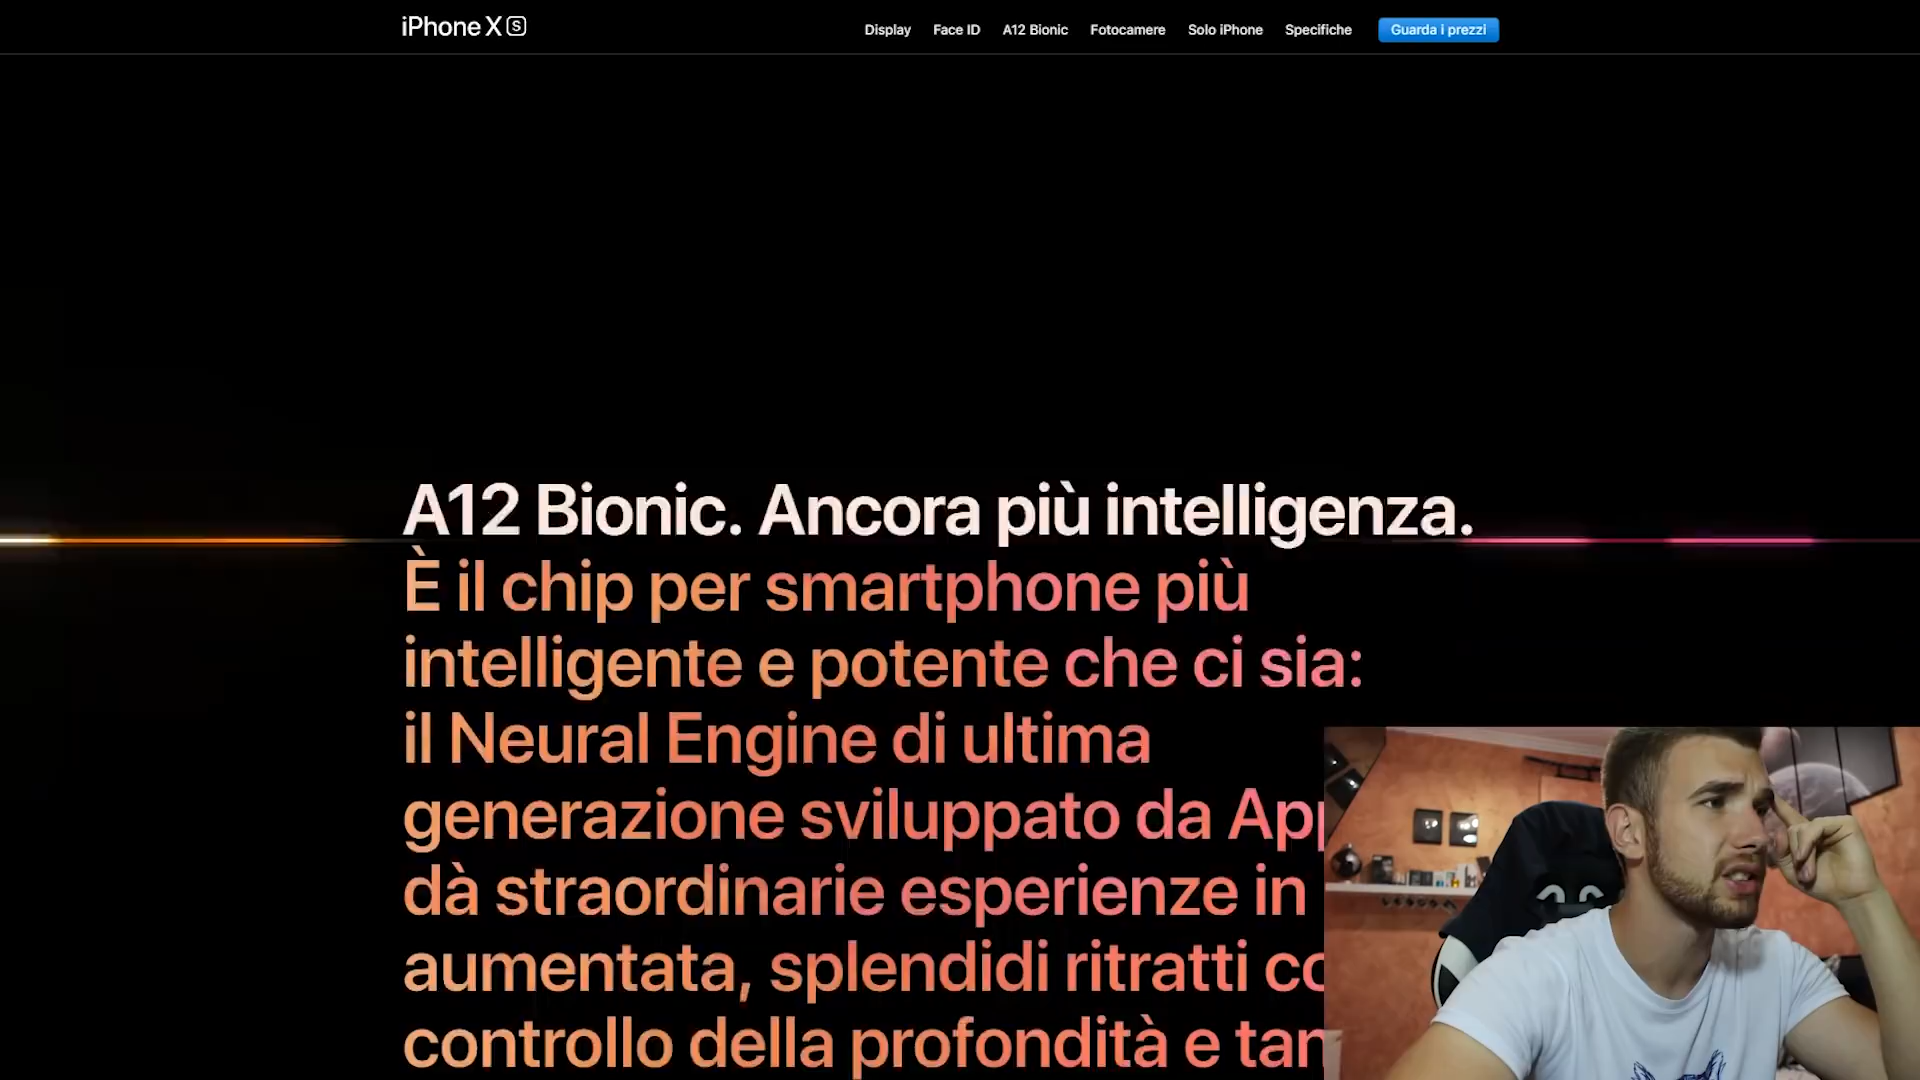 iPhone XS
Display Face ID A12 Bionic Fotocamere Solo iPhone Specifiche Guarda i prezzi
A12 Bionic. Ancora più intelligenza.
È il chip per smartphone più
intelligente e potente che ci sia:
il Neural Engine di ultima
generazione sviluppato da
dà straordinarie esperienze in
aumentata, splendidi ritratti
controllo della profondità e